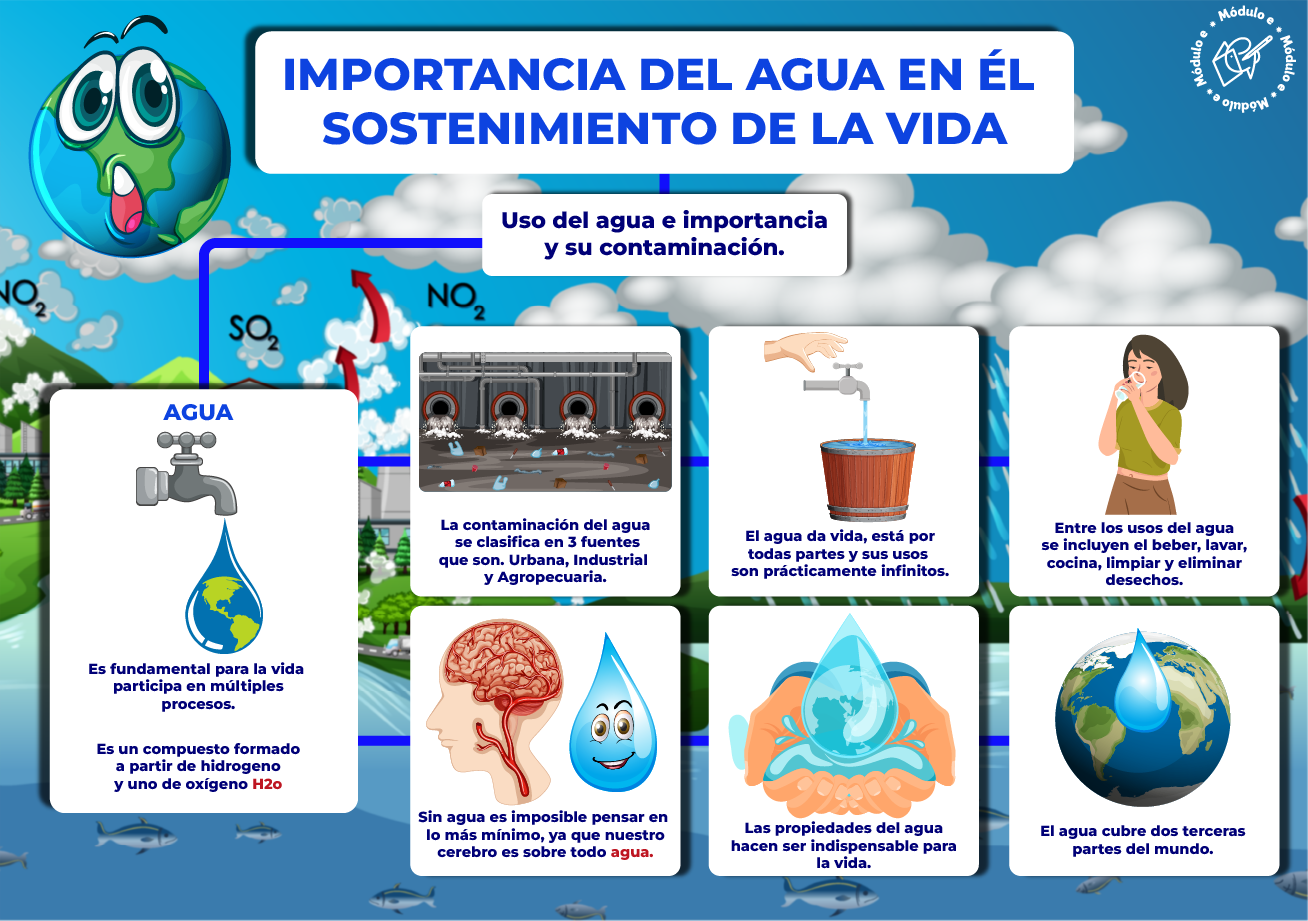 IMPORTANCIA DEL AGUA EN ÉL
SOSTENIMIENTO DE LA VIDA
Módulo e * Módulo e * Módulo e * Módulo e *
Uso del agua e importancia
y su contaminación.
NO2
SO2
NO2
AGUA
Es fundamental para la vida
participa en múltiples
procesos.
Es un compuesto formado
a partir de hidrogeno
y uno de oxígeno H2o
La contaminación del agua
se clasifica en 3 fuentes
que son. Urbana, Industrial
y Agropecuaria.
El agua da vida, está por
todas partes y sus usos
son prácticamente infinitos.
Entre los usos del agua
se incluyen el beber, lavar,
cocina, limpiar y eliminar
desechos.
Sin agua es imposible pensar en
lo más mínimo, ya que nuestro
cerebro es sobre todo agua.
Las propiedades del agua
hacen ser indispensable para
la vida.
El agua cubre dos terceras
partes del mundo.